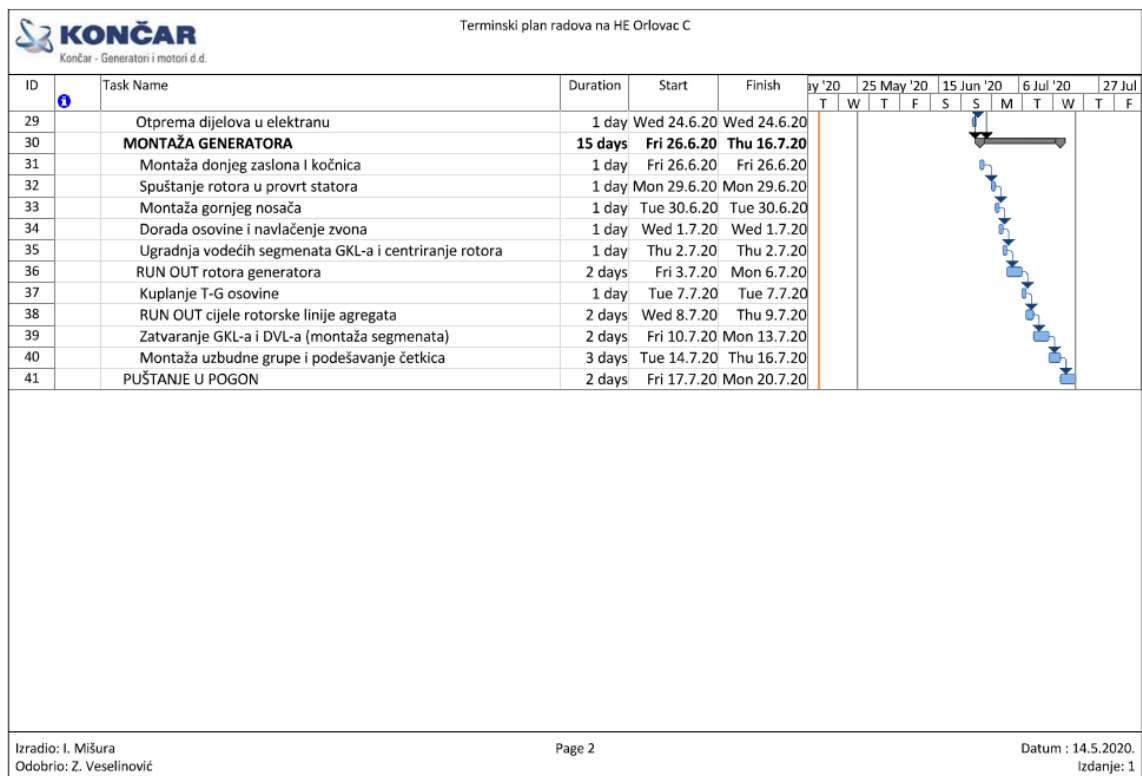 Terminski plan radova na HE Orlovac C
KONČAR
Končar - Generatori i motori d.d.
ID Task Name Duration Start Finish ay '20 25 May '20 15 Jun '20 6 Jul '20 27 Jul
i T W T F S S M T W T F
29 Otprema dijelova u elektranu 1 day Wed 24.6.20 Wed 24.6.20
30 MONTAŽA GENERATORA 15 days Fri 26.6.20 Thu 16.7.20
31 Montaža donjeg zaslona I kočnica 1 day Fri 26.6.20 Fri 26.6.20
32 Spuštanje rotora u provrt statora 1 day Mon 29.6.20 Mon 29.6.20
33 Montaža gornjeg nosača 1 day Tue 30.6.20 Tue 30.6.20
34 Dorada osovine i navlačenje zvona 1 day Wed 1.7.20 Wed 1.7.20
35 Ugradnja vodećih segmenata GKL-a i centriranje rotora 1 day Thu 2.7.20 Thu 2.7.20
36 RUN OUT rotora generatora 2 days Fri 3.7.20 Mon 6.7.20
37 Kuplanje T-G osovine 1 day Tue 7.7.20 Tue 7.7.20
38 RUN OUT cijele rotorske linije agregata 2 days Wed 8.7.20 Thu 9.7.20
39 Zatvaranje GKL-a i DVL-a (montaža segmenata) 2 days Fri 10.7.20 Mon 13.7.20
40 Montaža uzbudne grupe i podešavanje četkica 3 days Tue 14.7.20 Thu 16.7.20
41 PUŠTANJE U POGON 2 days Fri 17.7.20 Mon 20.7.20
Izradio: I. Mišura Page 2 Datum : 14.5.2020.
Odobrio: Z. Veselinović Izdanje: 1